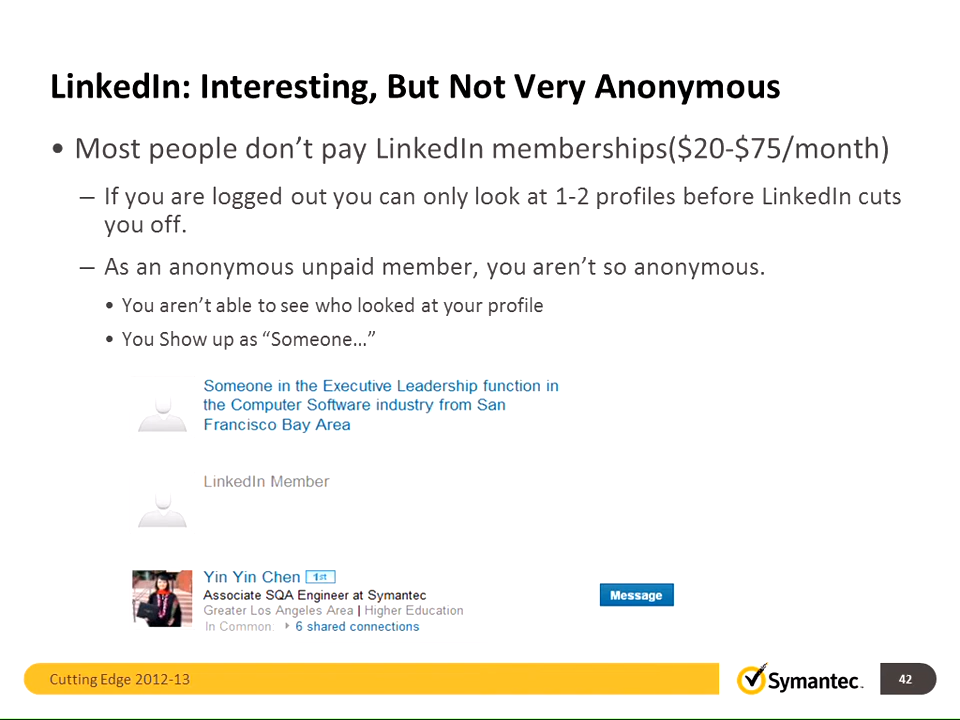 LinkedIn: Interesting, But Not Very Anonymous
• Most people don’t pay LinkedIn memberships($20-$75/month)
– If you are logged out you can only look at 1-2 profiles before LinkedIn cuts
you off.
– As an anonymous unpaid member, you aren’t so anonymous.
• You aren’t able to see who looked at your profile
• You Show up as “Someone…”
Someone in the Executive Leadership function in
the Computer Software industry from San
Francisco Bay Area
LinkedIn Member
Yin Yin Chen 1st
Associate SQA Engineer at Symantec
Message
Greater Los Angeles Area | Higher Education
In Common: 6 shared connections
Cutting Edge 2012-13
Symantec.
42